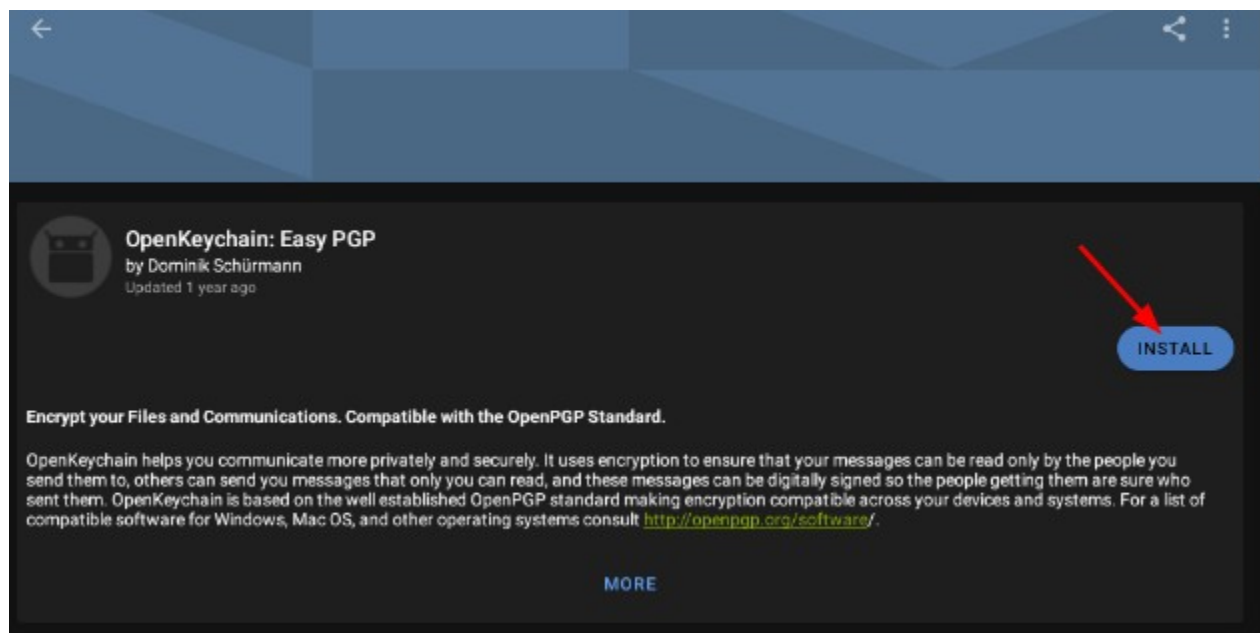 OpenKeychain: Easy PGP
by Dominik Schürmann
Updated 1 year ago
INSTALL
Encrypt your Files and Communications. Compatible with the OpenPGP Standard.
OpenKeychain helps you communicate more privately and securely. It uses encryption to ensure that your messages can be read only by the people you
send them to, others can send you messages that only you can read, and these messages can be digitally signed so the people getting them are sure who
sent them. OpenKeychain is based on the well established OpenPGP standard making encryption compatible across your devices and systems. For a list of
compatible software for Windows, Mac OS, and other operating systems consult http://openpgp.org/software/.
MORE